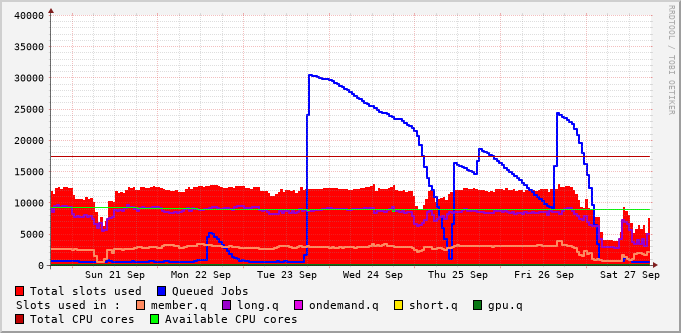 40000
35000
30000
25000
20000
15000
10000
5000
0
Sun 21 Sep Mon 22 Sep Tue 23 Sep Wed 24 Sep Thu 25 Sep Fri 26 Sep Sat 27 Sep
Total slots used Queued Jobs
Slots used in : member.q long.q ondemand.q short.q gpu.q
Total CPU cores Available CPU cores
RRDTOOL / TOBI OETIKER